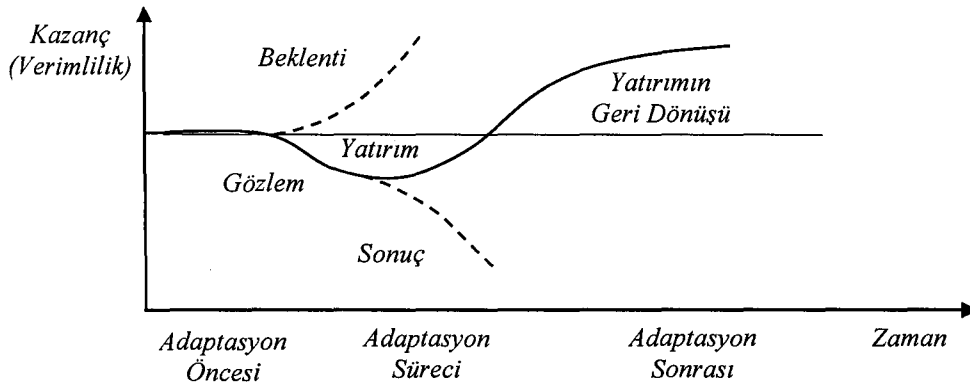 Kazanç
(Verimlilik)
Beklenti
Yatırımın
Geri Dönüşü
Yatırım
Gözlem
Sonuç
Adaptasyon
Öncesi
Adaptasyon
Süreci
Adaptasyon
Sonrası
Zaman